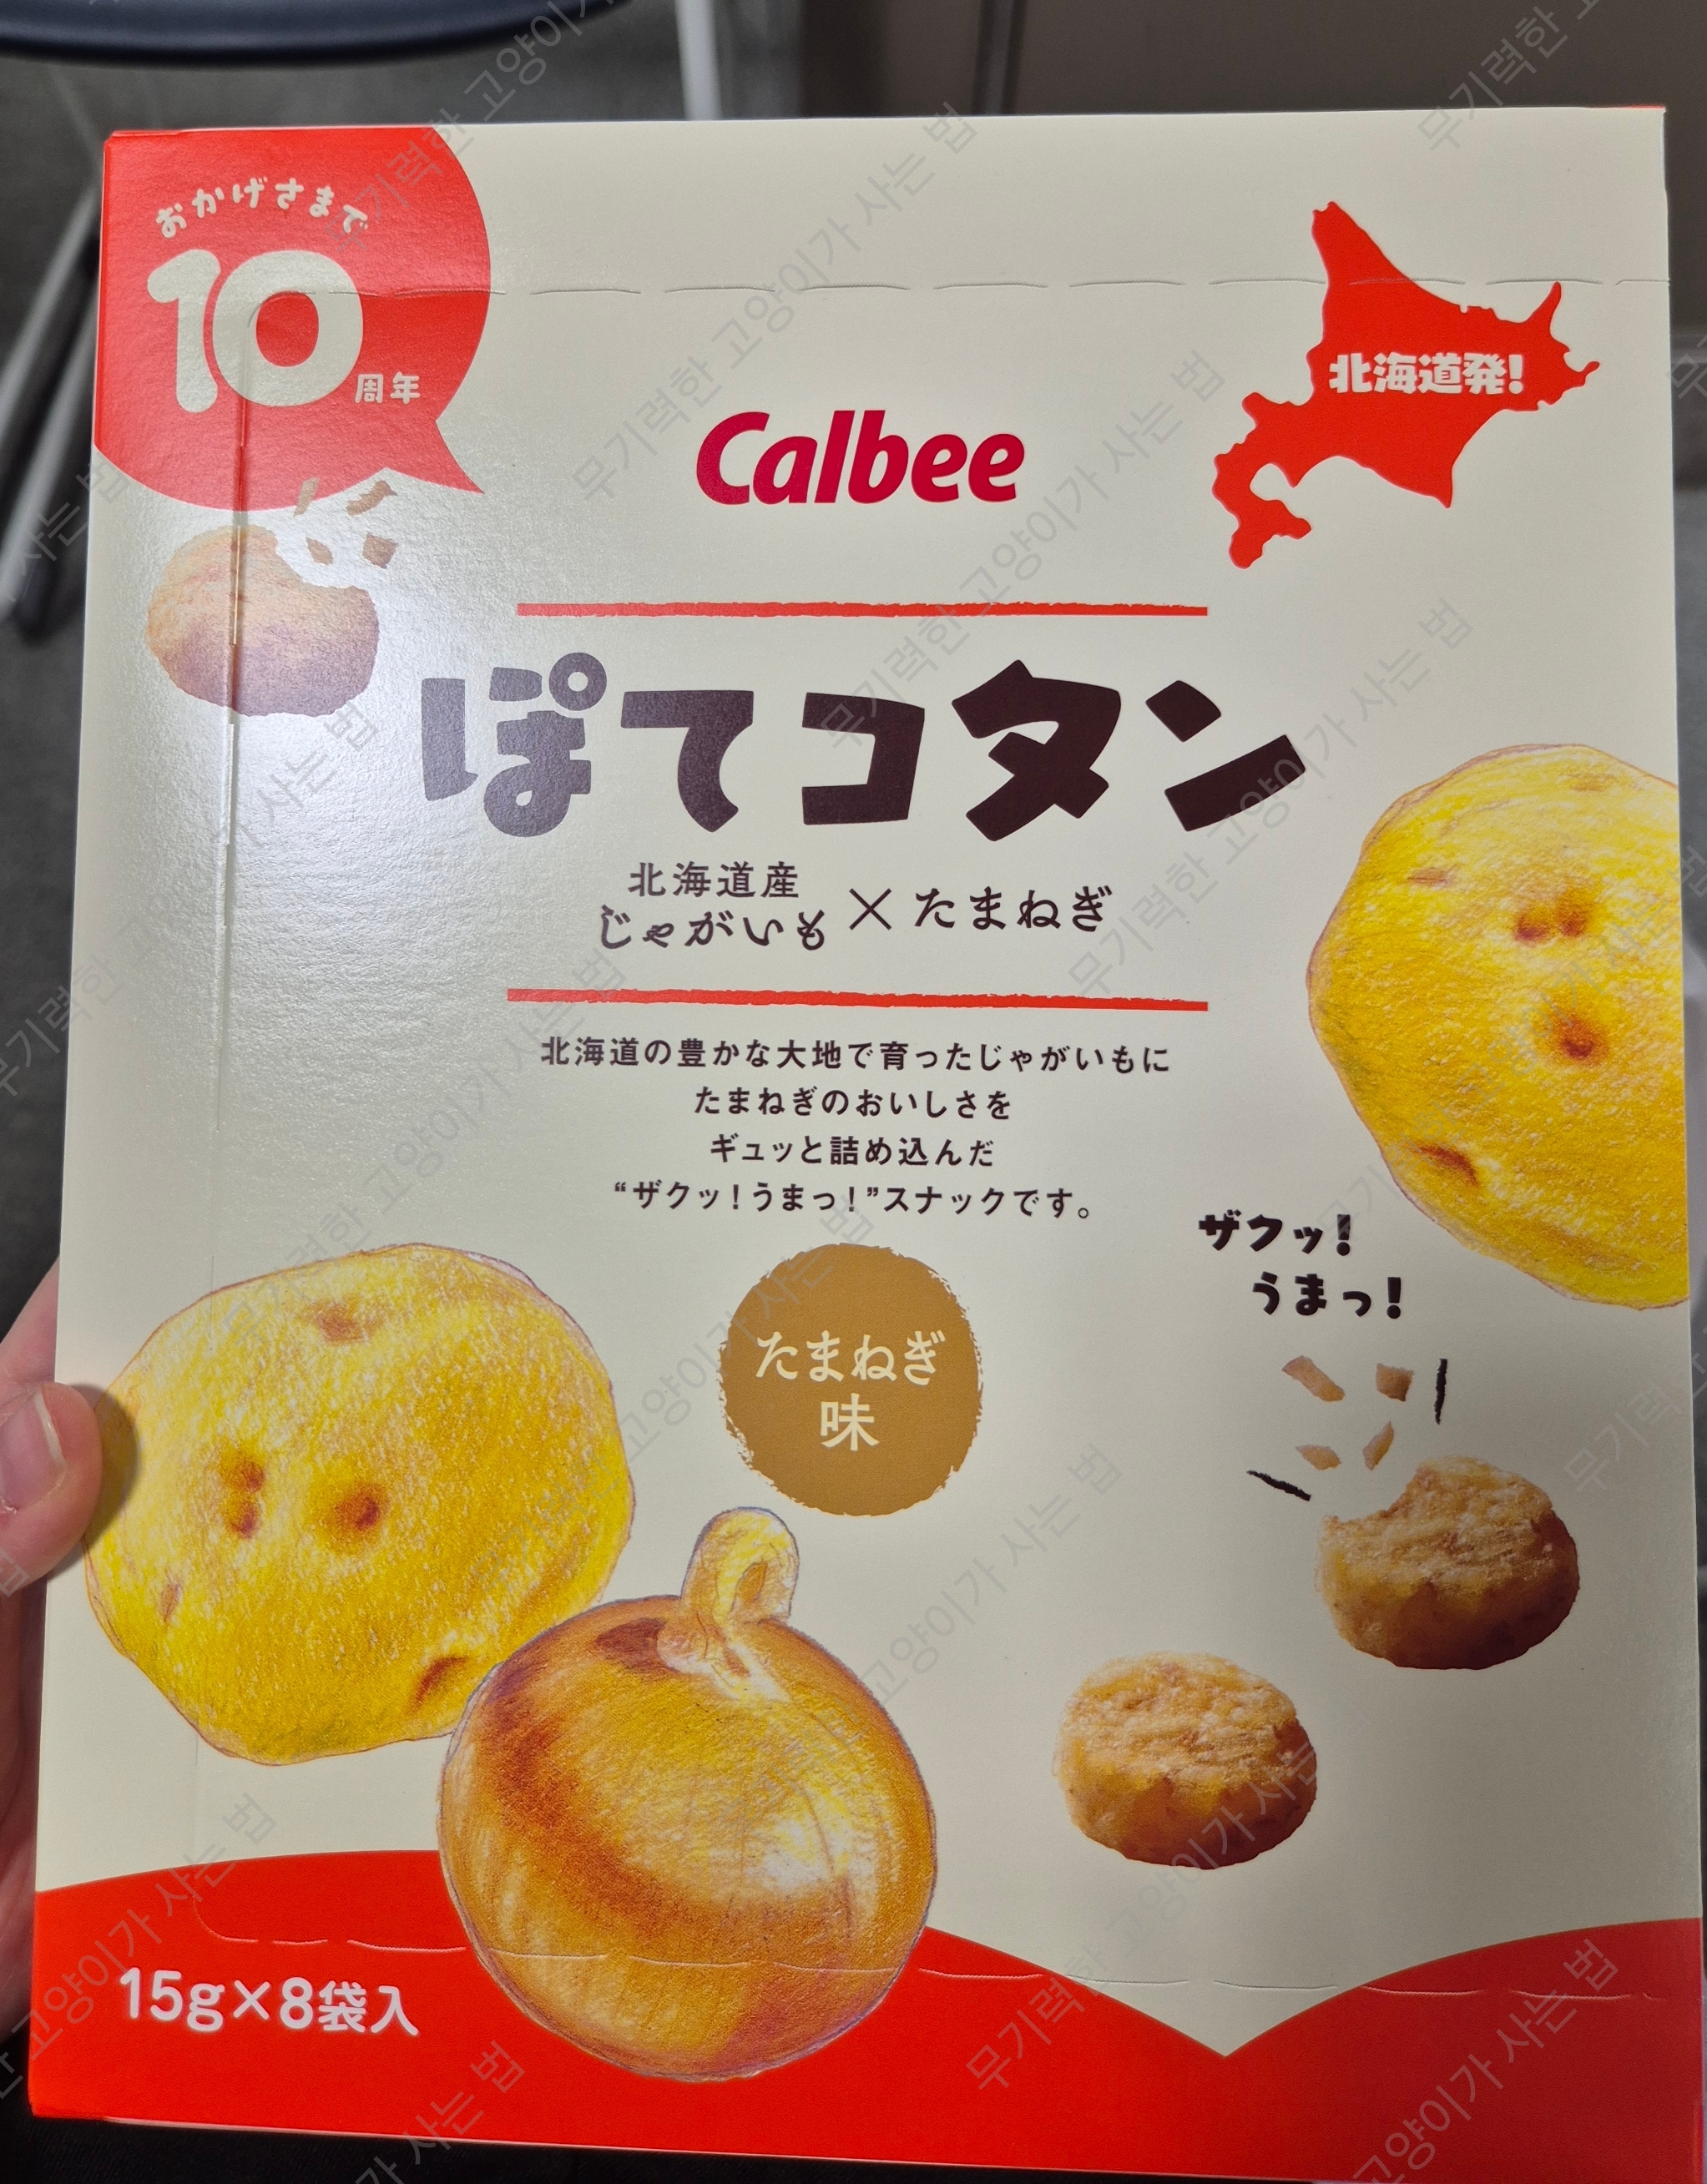 おかげさまで
10周年
北海道発!
Calbee
ぽてコタン
北海道産
じゃがいも×たまねぎ
北海道の豊かな大地で育ったじゃがいもに
たまねぎのおいしさを
ギュッと詰め込んだ
“ザクッ!うまっ!”スナックです。
ザクッ!
うまっ!
たまねぎ
味
15g×8袋入
무기력한 고양이가 사는 법